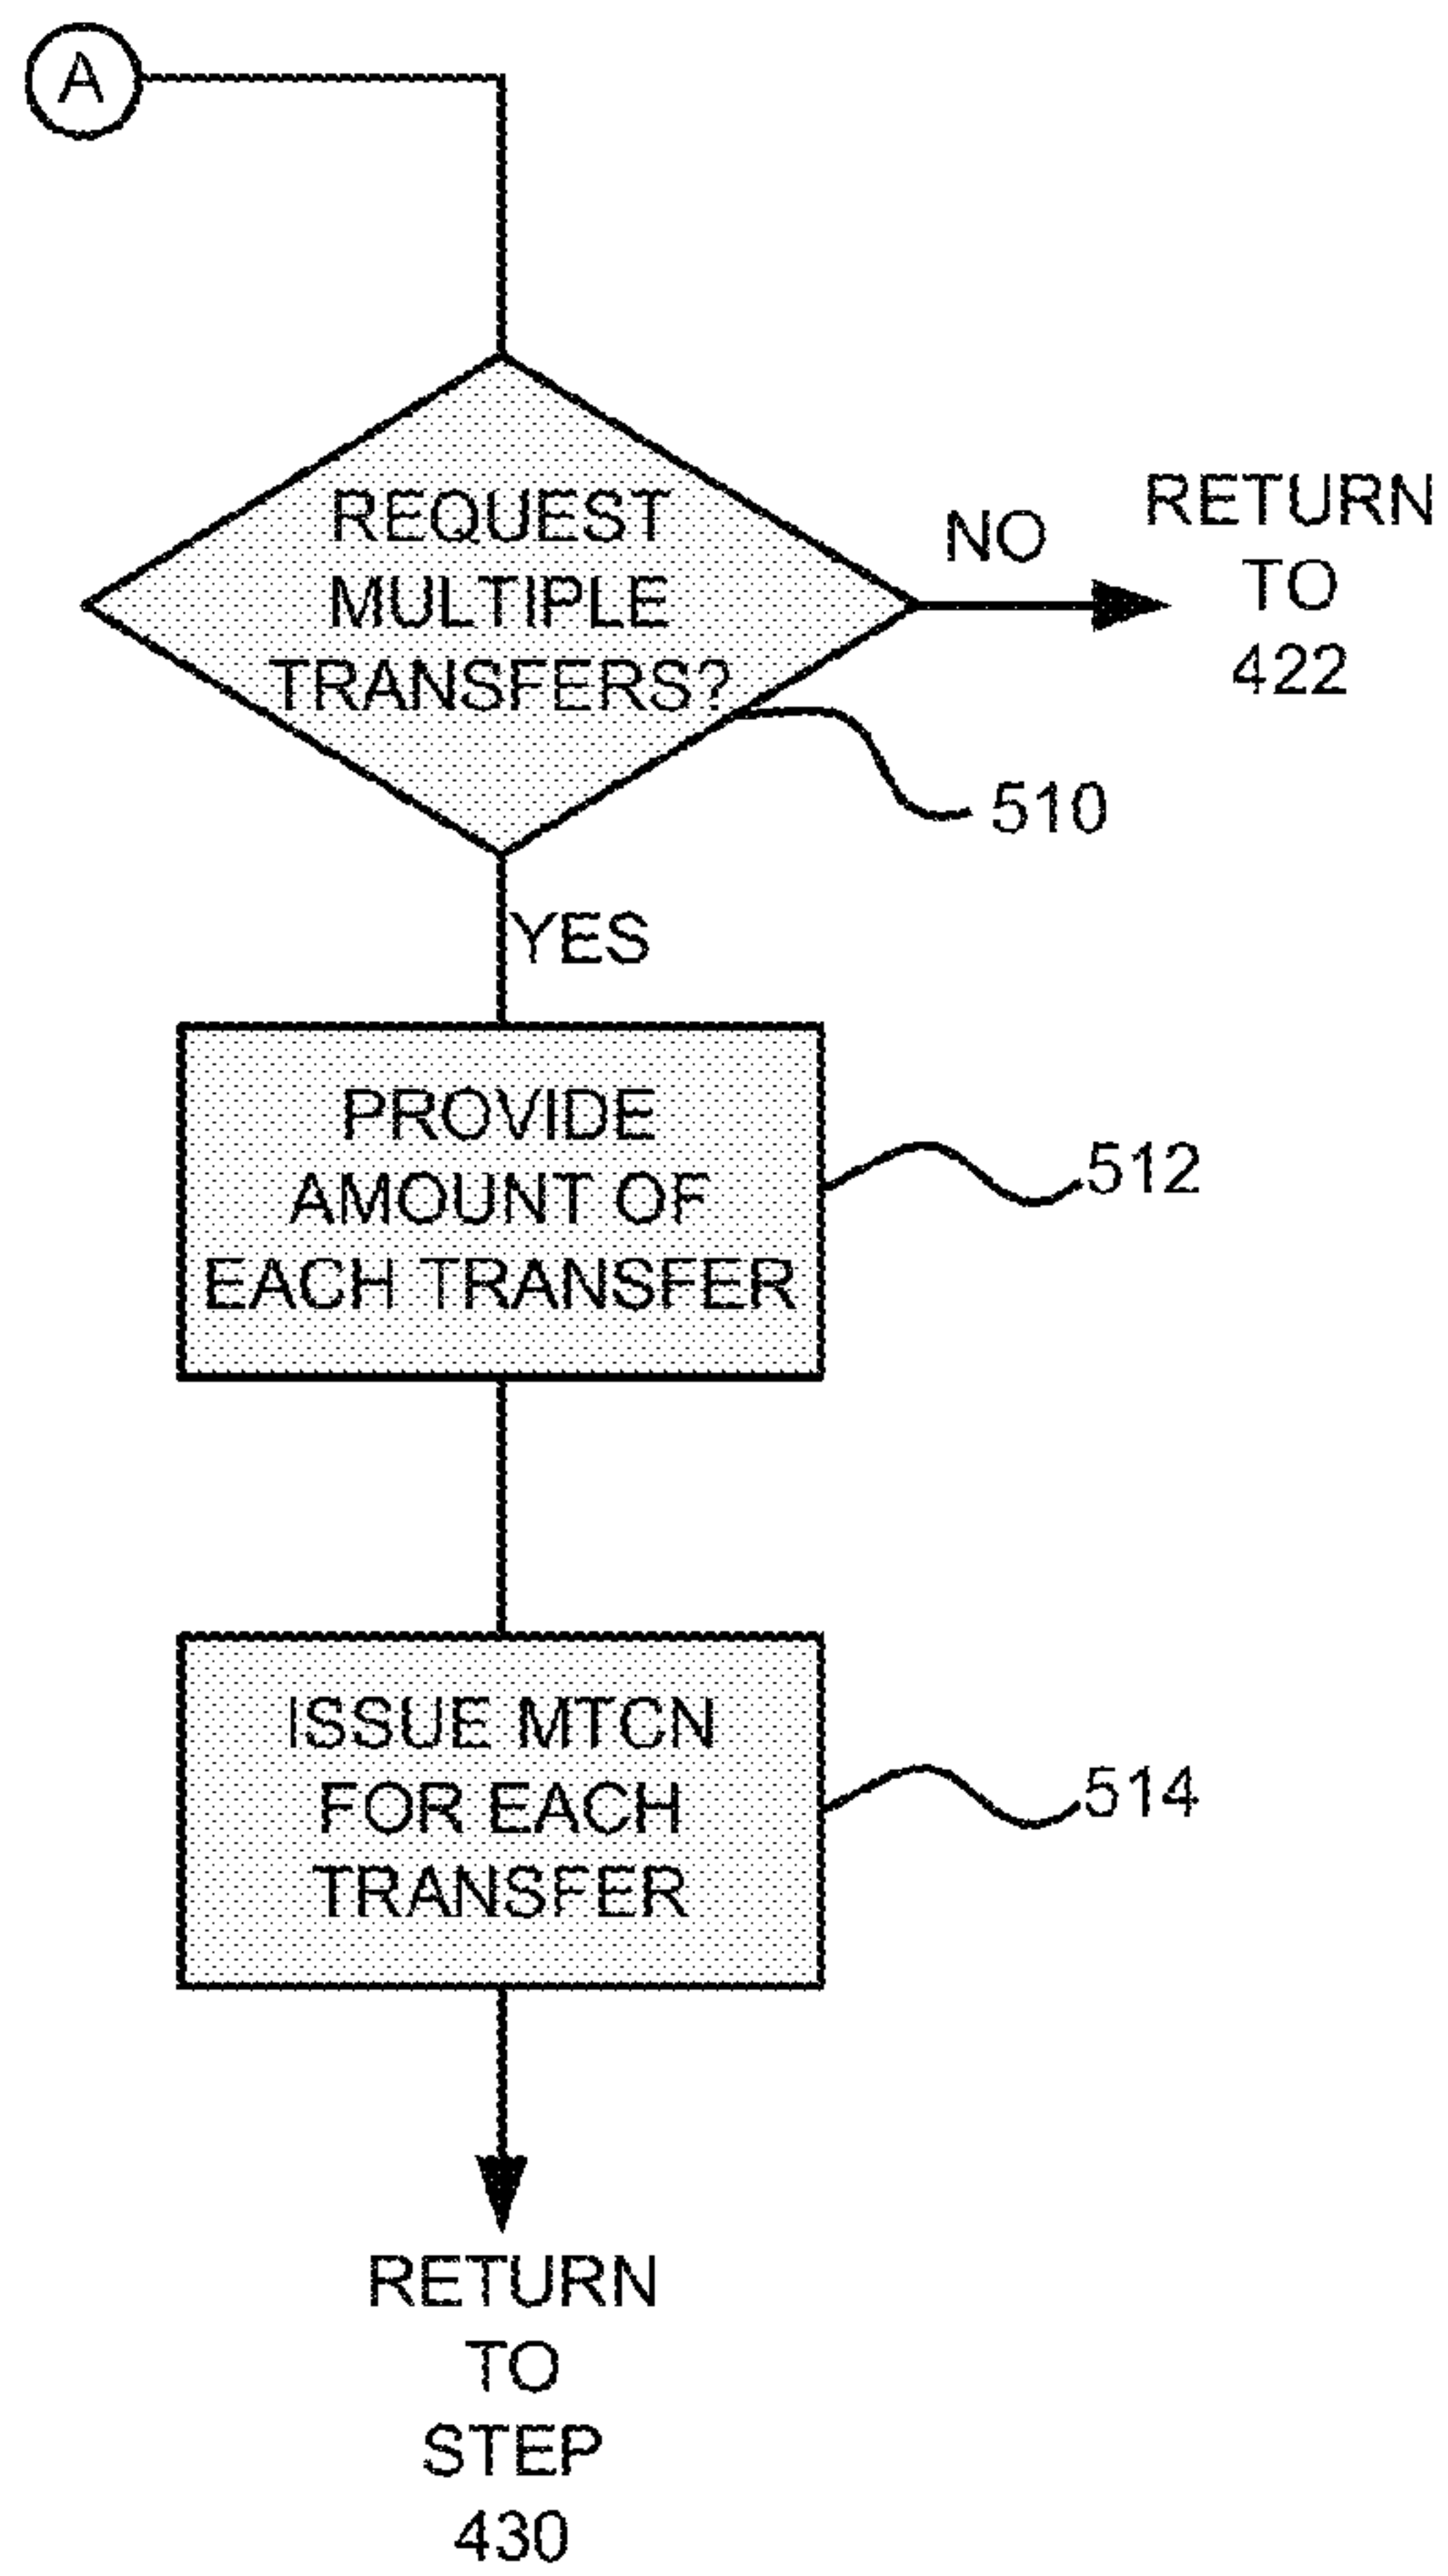 A
REQUEST
MULTIPLE
TRANSFERS?
NO
RETURN
TO
422
510
YES
PROVIDE
AMOUNT OF
EACH TRANSFER
512
ISSUE MTCN
FOR EACH
TRANSFER
514
RETURN
TO
STEP
430